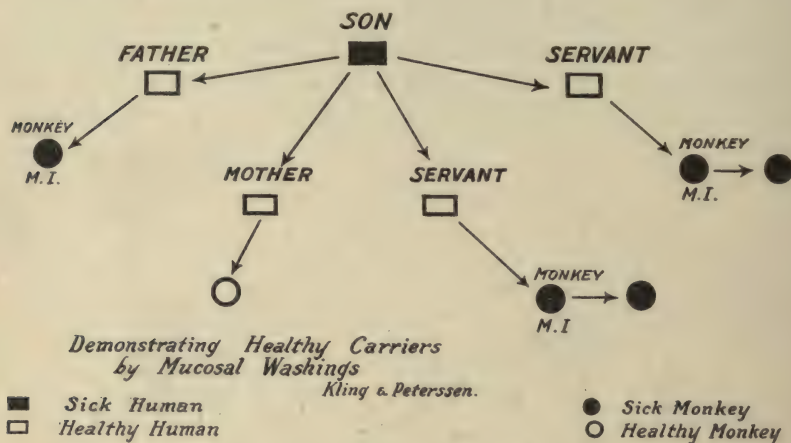 SON
FATHER
SERVANT
MONKEY
M.I.
MONKEY
M.I.
MOTHER
SERVANT
MONKEY
M.I
Demonstrating Healthy Carriers
by Mucosal Washings
Kling & Peterssen.
Sick Human
Healthy Human
Sick Monkey
Healthy Monkey